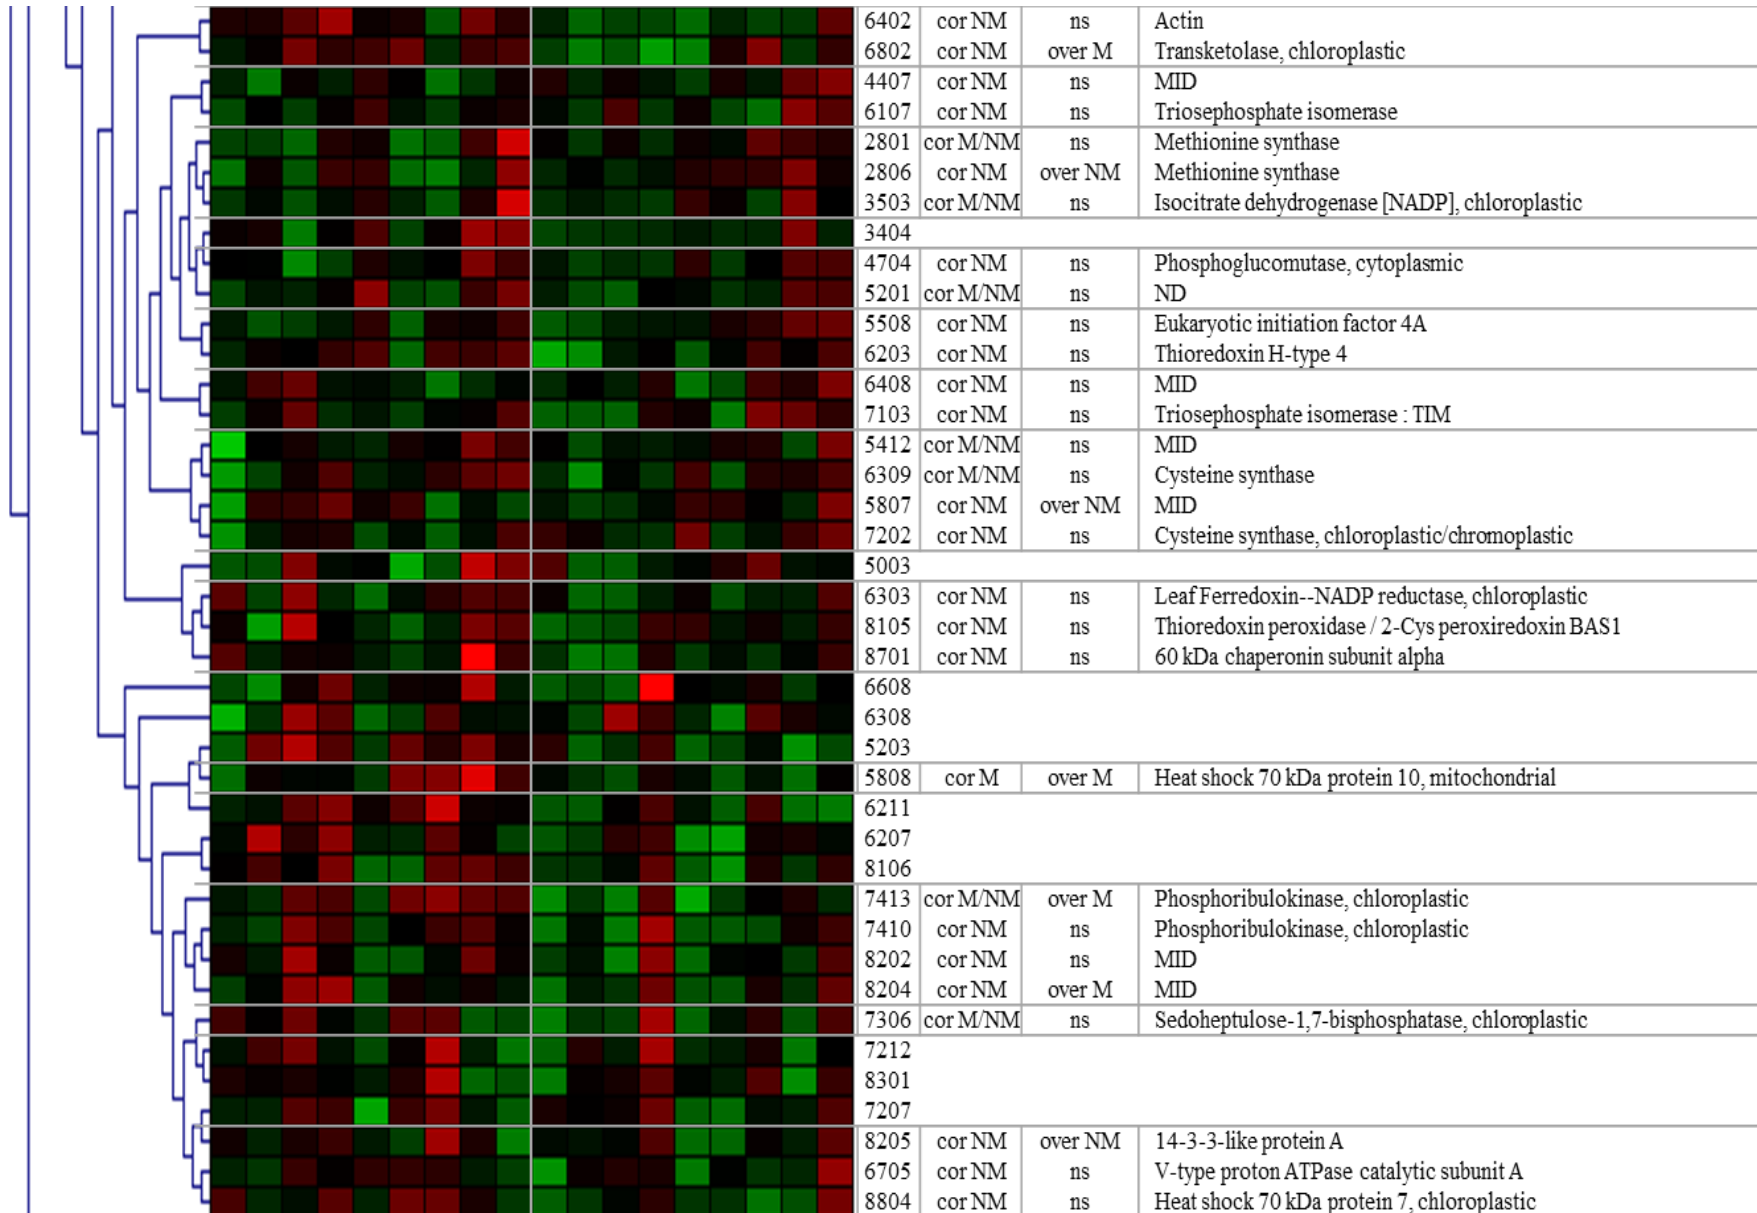 6402 cor NM ns Actin
6802 cor NM over M Transketolase, chloroplastic
4407 cor NM ns MID
6107 cor NM ns Triosephosphate isomerase
2801 cor M/NM ns Methionine synthase
2806 cor NM over NM Methionine synthase
3503 cor M/NM ns Isocitrate dehydrogenase [NADP], chloroplastic
3404
4704 cor NM ns Phosphoglucomutase, cytoplasmic
5201 cor M/NM ns ND
5508 cor NM ns Eukaryotic initiation factor 4A
6203 cor NM ns Thioredoxin H-type 4
6408 cor NM ns MID
7103 cor NM ns Triosephosphate isomerase : TIM
5412 cor M/NM ns MID
6309 cor M/NM ns Cysteine synthase
5807 cor NM over NM MID
7202 cor NM ns Cysteine synthase, chloroplastic/chromoplastic
5003
6303 cor NM ns Leaf Ferredoxin--NADP reductase, chloroplastic
8105 cor NM ns Thioredoxin peroxidase / 2-Cys peroxiredoxin BAS1
8701 cor NM ns 60 kDa chaperonin subunit alpha
6608
6308
5203
5808 cor M over M Heat shock 70 kDa protein 10, mitochondrial
6211
6207
8106
7413 cor M/NM over M Phosphoribulokinase, chloroplastic
7410 cor NM ns Phosphoribulokinase, chloroplastic
8202 cor NM ns MID
8204 cor NM over M MID
7306 cor M/NM ns Sedoheptulose-1,7-bisphosphatase, chloroplastic
7212
8301
7207
8205 cor NM over NM 14-3-3-like protein A
6705 cor NM ns V-type proton ATPase catalytic subunit A
8804 cor NM ns Heat shock 70 kDa protein 7, chloroplastic